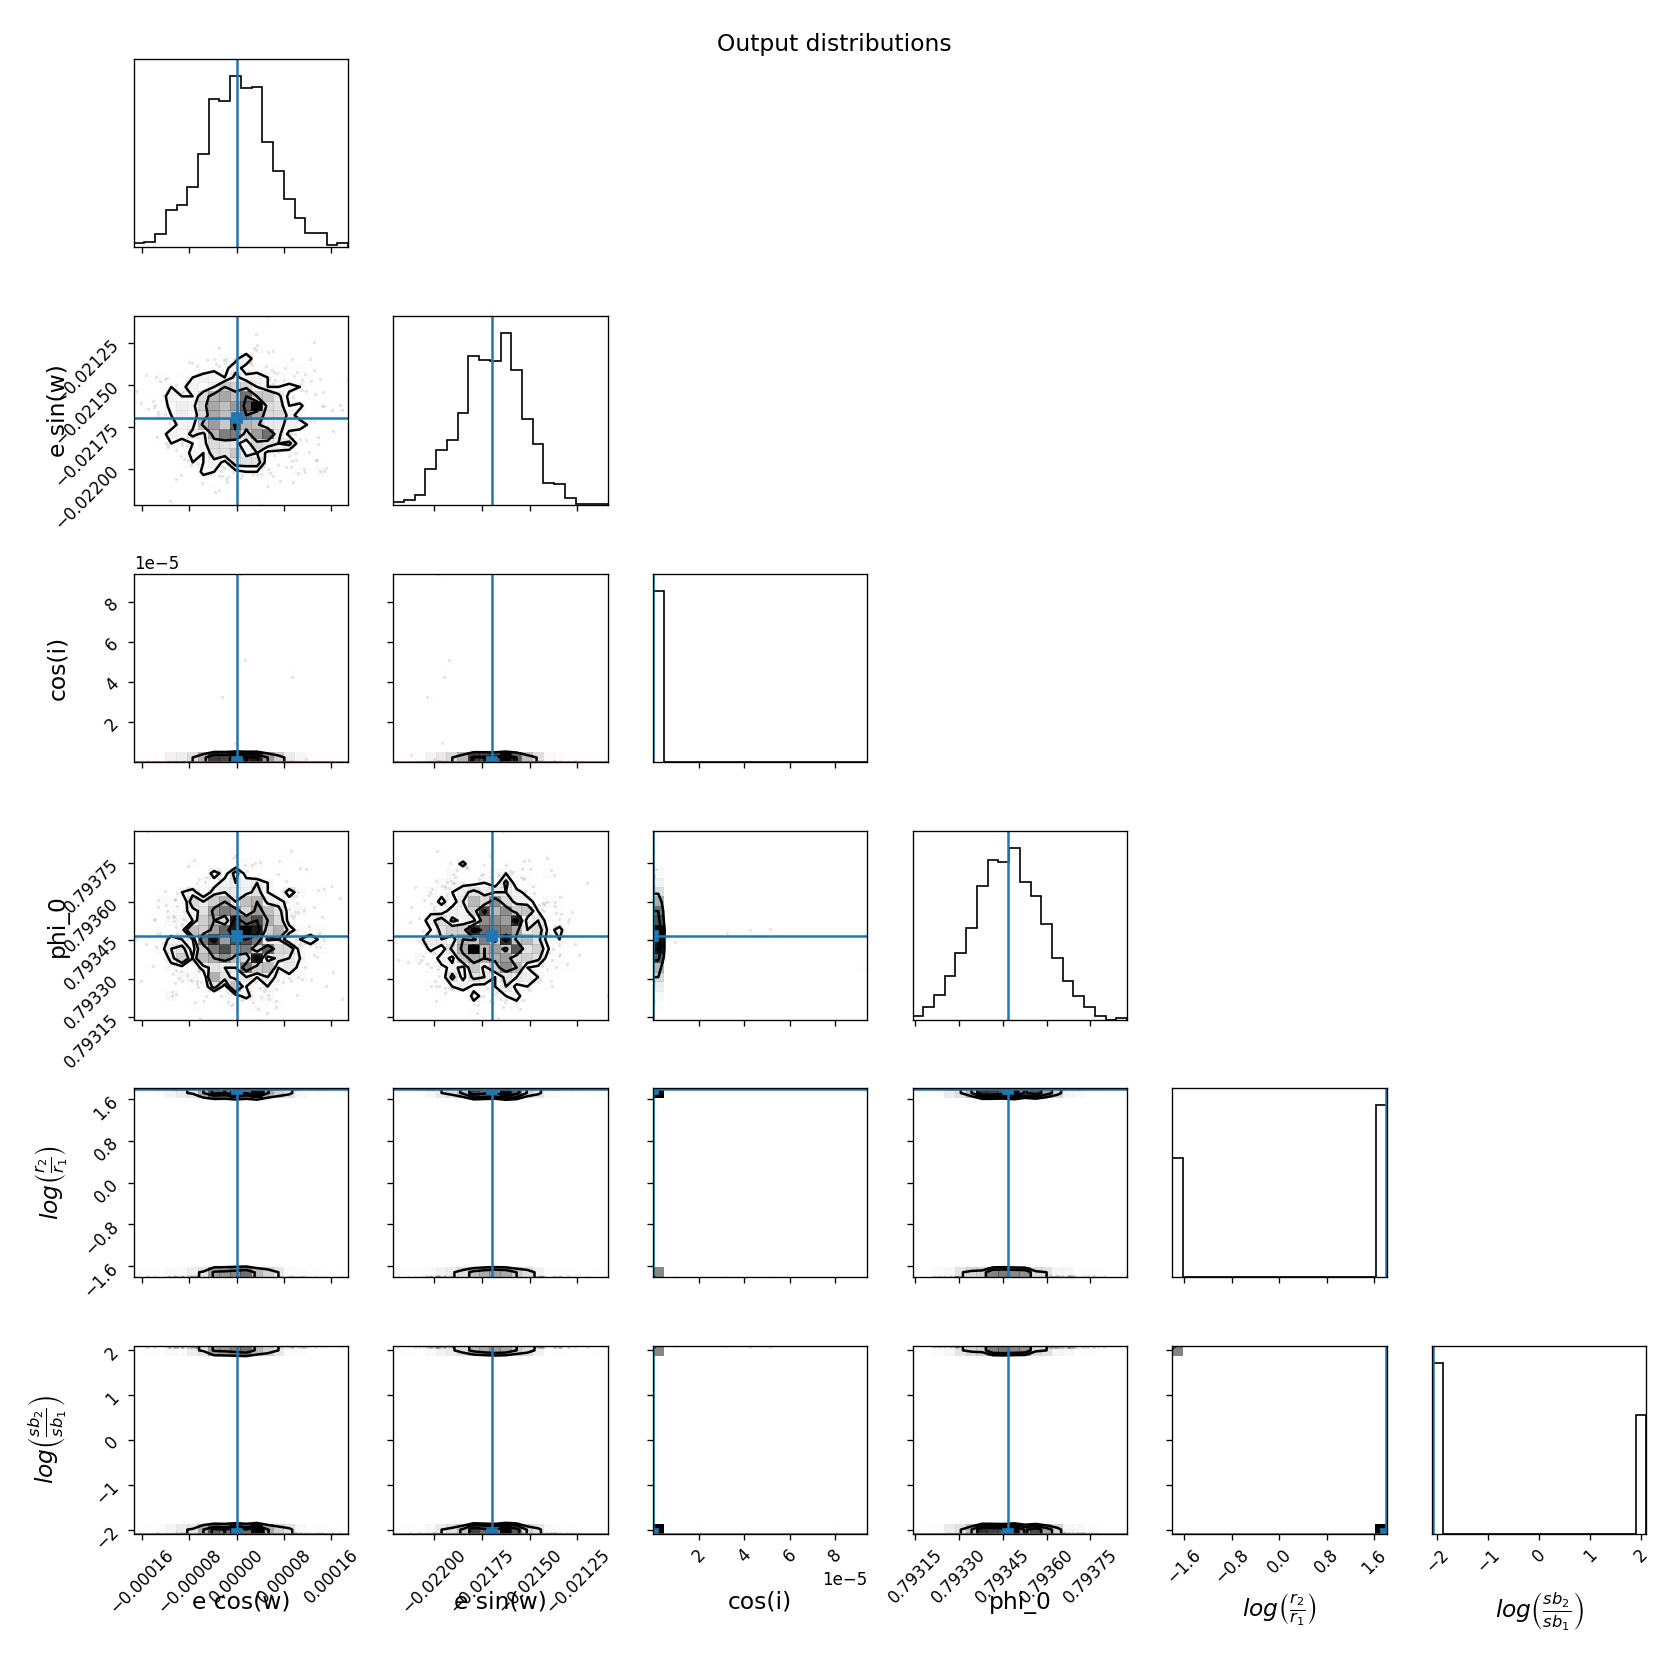 Output distributions
e sin(w)
−0.02125
−0.02150
−0.02175
−0.02200
1e−5
cos(i)
8
6
4
2
phi_0
0.79375
0.79360
0.79345
0.79330
0.79315
log(r₂/r₁)
1.6
0.8
0.0
−0.8
−1.6
log(sb₂/sb₁)
2
1
0
−1
−2
−0.00016 −0.00008 0.00000 0.00008 0.00016
e cos(w)
−0.02200 −0.02175 −0.02150 −0.02125
e sin(w)
2 4 6 8
1e−5
cos(i)
0.79315 0.79330 0.79345 0.79360 0.79375
phi_0
−1.6 −0.8 0.0 0.8 1.6
log(r₂/r₁)
−2 −1 0 1 2
log(sb₂/sb₁)